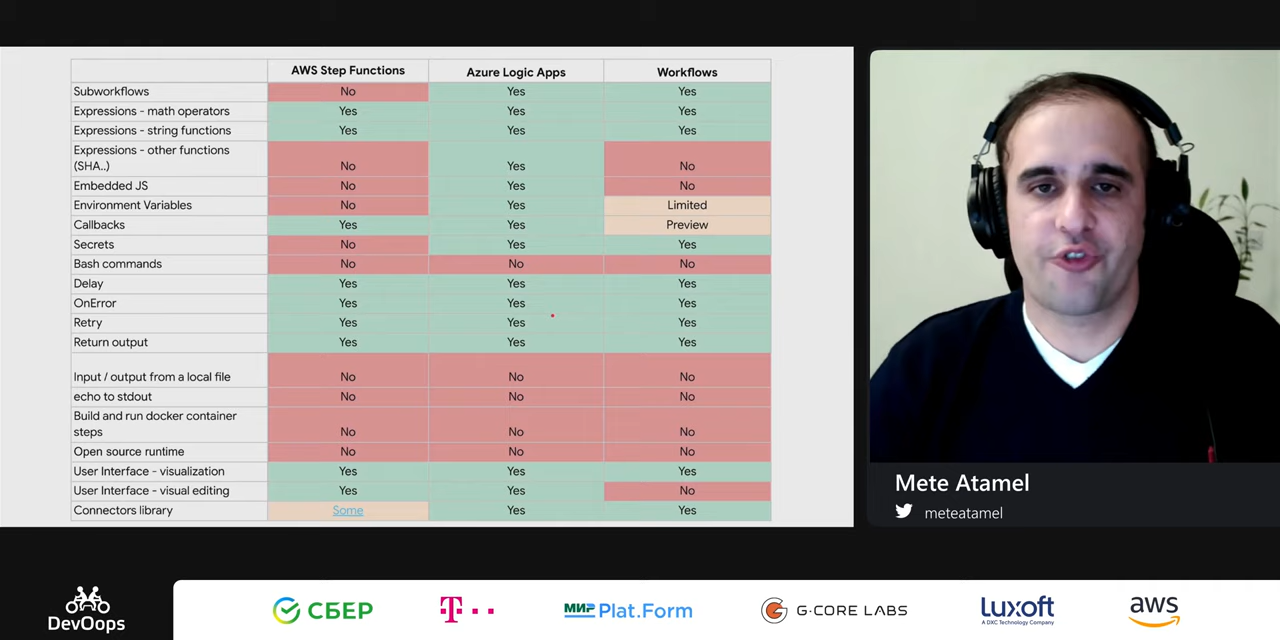 AWS Step Functions Azure Logic Apps Workflows
Subworkflows No Yes Yes
Expressions - math operators Yes Yes Yes
Expressions - string functions Yes Yes Yes
Expressions - other functions
(SHA..) No Yes No
Embedded JS No Yes No
Environment Variables No Yes Limited
Callbacks Yes Yes Preview
Secrets No Yes Yes
Bash commands No No No
Delay Yes Yes Yes
OnError Yes Yes Yes
Retry Yes Yes Yes
Return output Yes Yes Yes
Input / output from a local file No No No
echo to stdout No No No
Build and run docker container
steps No No No
Open source runtime No No No
User Interface - visualization Yes Yes Yes
User Interface - visual editing Yes Yes No
Connectors library Some Yes Yes
Mete Atamel
meteatamel
DevOops
СБЕР
T
МИР Plat.Form
G·CORE LABS
luxoft
A DXC Technology Company
aws